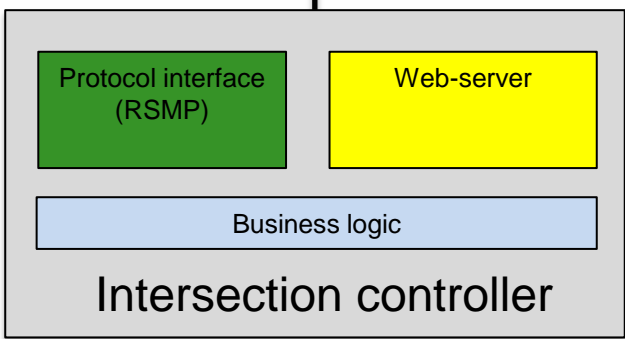 Protocol interface
(RSMP)
Web-server
Business logic
Intersection controller